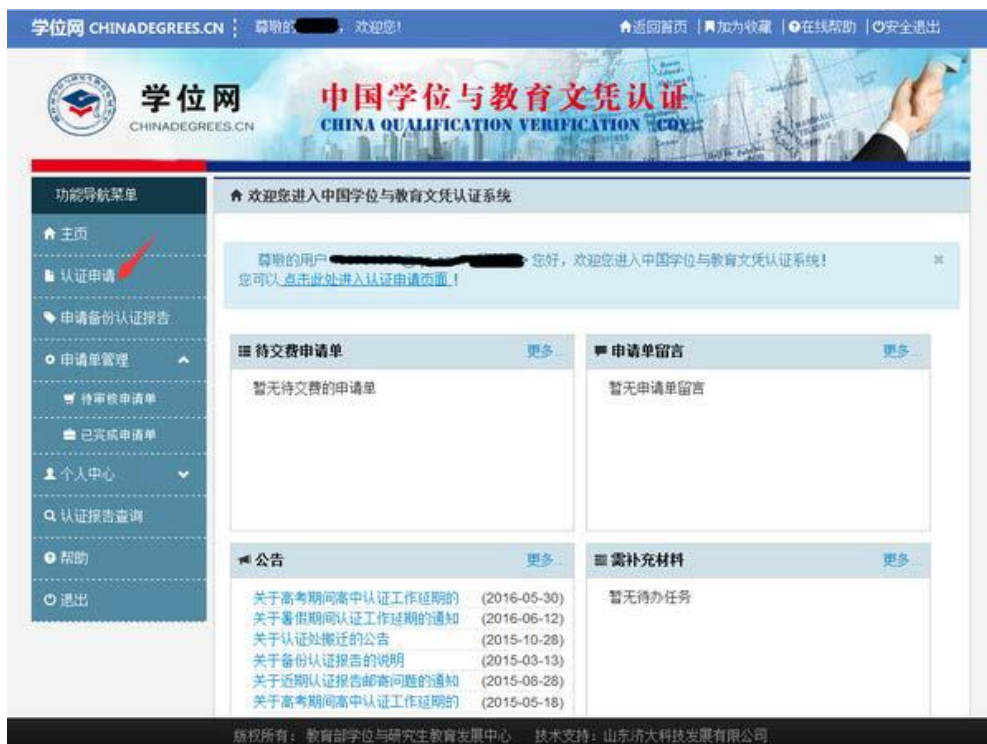 学位网 CHINADEGREES.CN 尊敬的 ，欢迎您! 返回首页 | 加为收藏 | 在线帮助 | 安全退出
学位网
CHINADEGREES.CN
中国学位与教育文凭认证
CHINA QUALIFICATION VERIFICATION
功能导航菜单
主页
认证申请
申请备份认证报告
申请单管理
待审核申请单
已完成申请单
个人中心
认证报告查询
帮助
退出
欢迎您进入中国学位与教育文凭认证系统
尊敬的用户 您好，欢迎您进入中国学位与教育文凭认证系统!
您可以 点击此处进入认证申请页面 !
待交费申请单 更多...
暂无待交费的申请单
申请单留言 更多...
暂无申请单留言
公告 更多...
关于高考期间高中认证工作延期的 (2016-05-30)
关于暑假期间认证工作延期的通知 (2016-06-12)
关于认证处搬迁的公告 (2015-10-28)
关于备份认证报告的说明 (2015-03-13)
关于近期认证报告邮寄问题的通知 (2015-08-28)
关于高考期间高中认证工作延期的 (2015-05-18)
需补充材料 更多...
暂无待办任务
版权所有：教育部学位与研究生教育发展中心 技术支持：山东济大科技发展有限公司